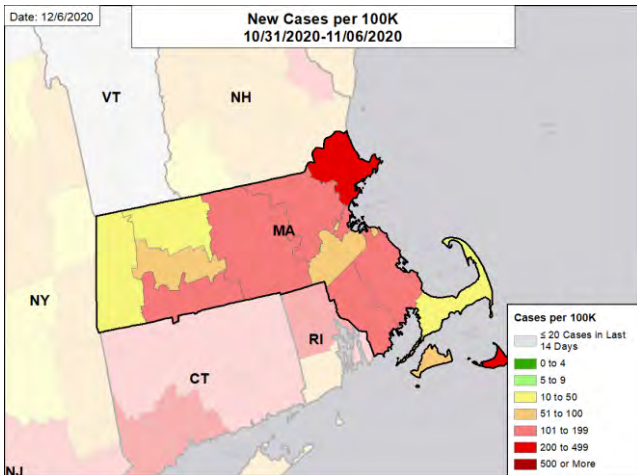 Date: 12/6/2020
New Cases per 100K
10/31/2020-11/06/2020
VT
NH
MA
NY
RI
CT
NJ
Cases per 100K
≤ 20 Cases in Last
14 Days
0 to 4
5 to 9
10 to 50
51 to 100
101 to 199
200 to 499
500 or More